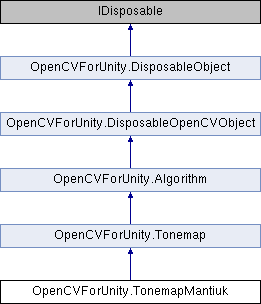 IDisposable
OpenCVForUnity.DisposableObject
OpenCVForUnity.DisposableOpenCVObject
OpenCVForUnity.Algorithm
OpenCVForUnity.Tonemap
OpenCVForUnity.TonemapMantiuk